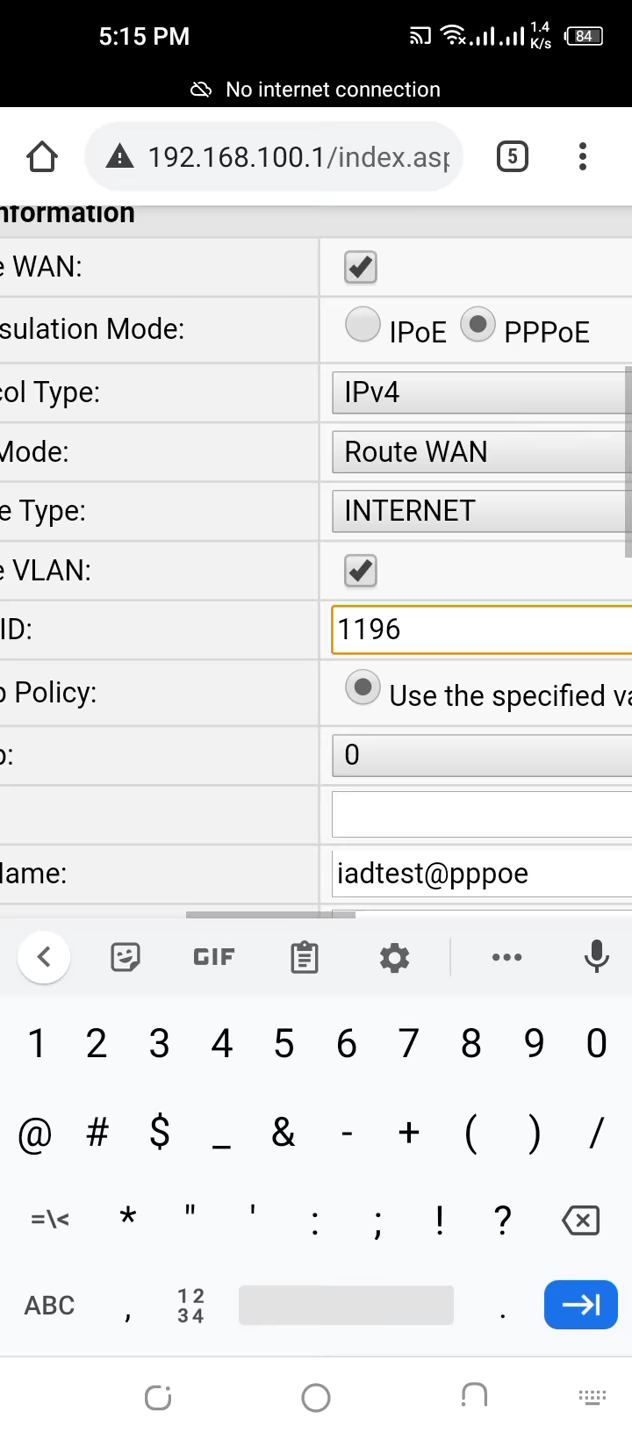 5:15 PM
1.4
K/s
84
No internet connection
192.168.100.1/index.asp
5
nformation
e WAN:
sulation Mode:
IPoE PPPoE
col Type:
IPv4
Mode:
Route WAN
e Type:
INTERNET
e VLAN:
ID:
1196
p Policy:
Use the specified va
p:
0
lame:
iadtest@pppoe
GIF
1 2 3 4 5 6 7 8 9 0
@ # $ _ & - + ( ) /
=\< * " ' : ; ! ?
ABC , 12 .
34